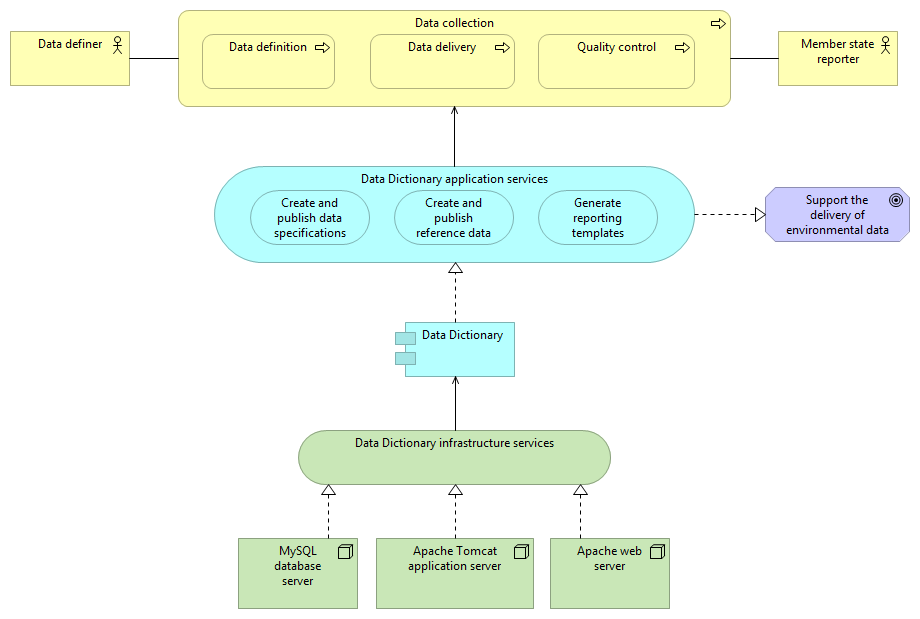 Data collection
Data definer
Data definition
Data delivery
Quality control
Member state
reporter
Data Dictionary application services
Create and
publish data
specifications
Create and
publish
reference data
Generate
reporting
templates
Support the
delivery of
environmental data
Data Dictionary
Data Dictionary infrastructure services
MySQL
database
server
Apache Tomcat
application server
Apache web
server